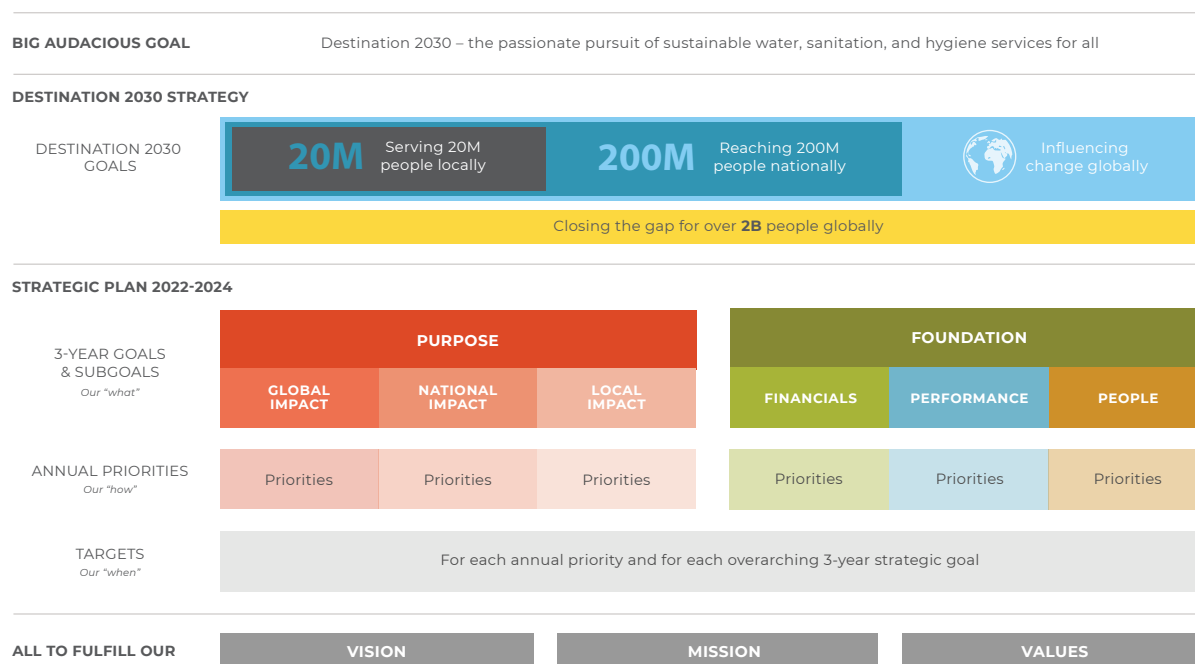 BIG AUDACIOUS GOAL
Destination 2030 – the passionate pursuit of sustainable water, sanitation, and hygiene services for all
DESTINATION 2030 STRATEGY
DESTINATION 2030
GOALS
20M
Serving 20M
people locally
200M
Reaching 200M
people nationally
Influencing
change globally
Closing the gap for over 2B people globally
STRATEGIC PLAN 2022-2024
3-YEAR GOALS
& SUBGOALS
Our “what”
PURPOSE
FOUNDATION
GLOBAL
IMPACT
NATIONAL
IMPACT
LOCAL
IMPACT
FINANCIALS
PERFORMANCE
PEOPLE
ANNUAL PRIORITIES
Our “how”
Priorities
Priorities
Priorities
Priorities
Priorities
Priorities
TARGETS
Our “when”
For each annual priority and for each overarching 3-year strategic goal
ALL TO FULFILL OUR
VISION
MISSION
VALUES